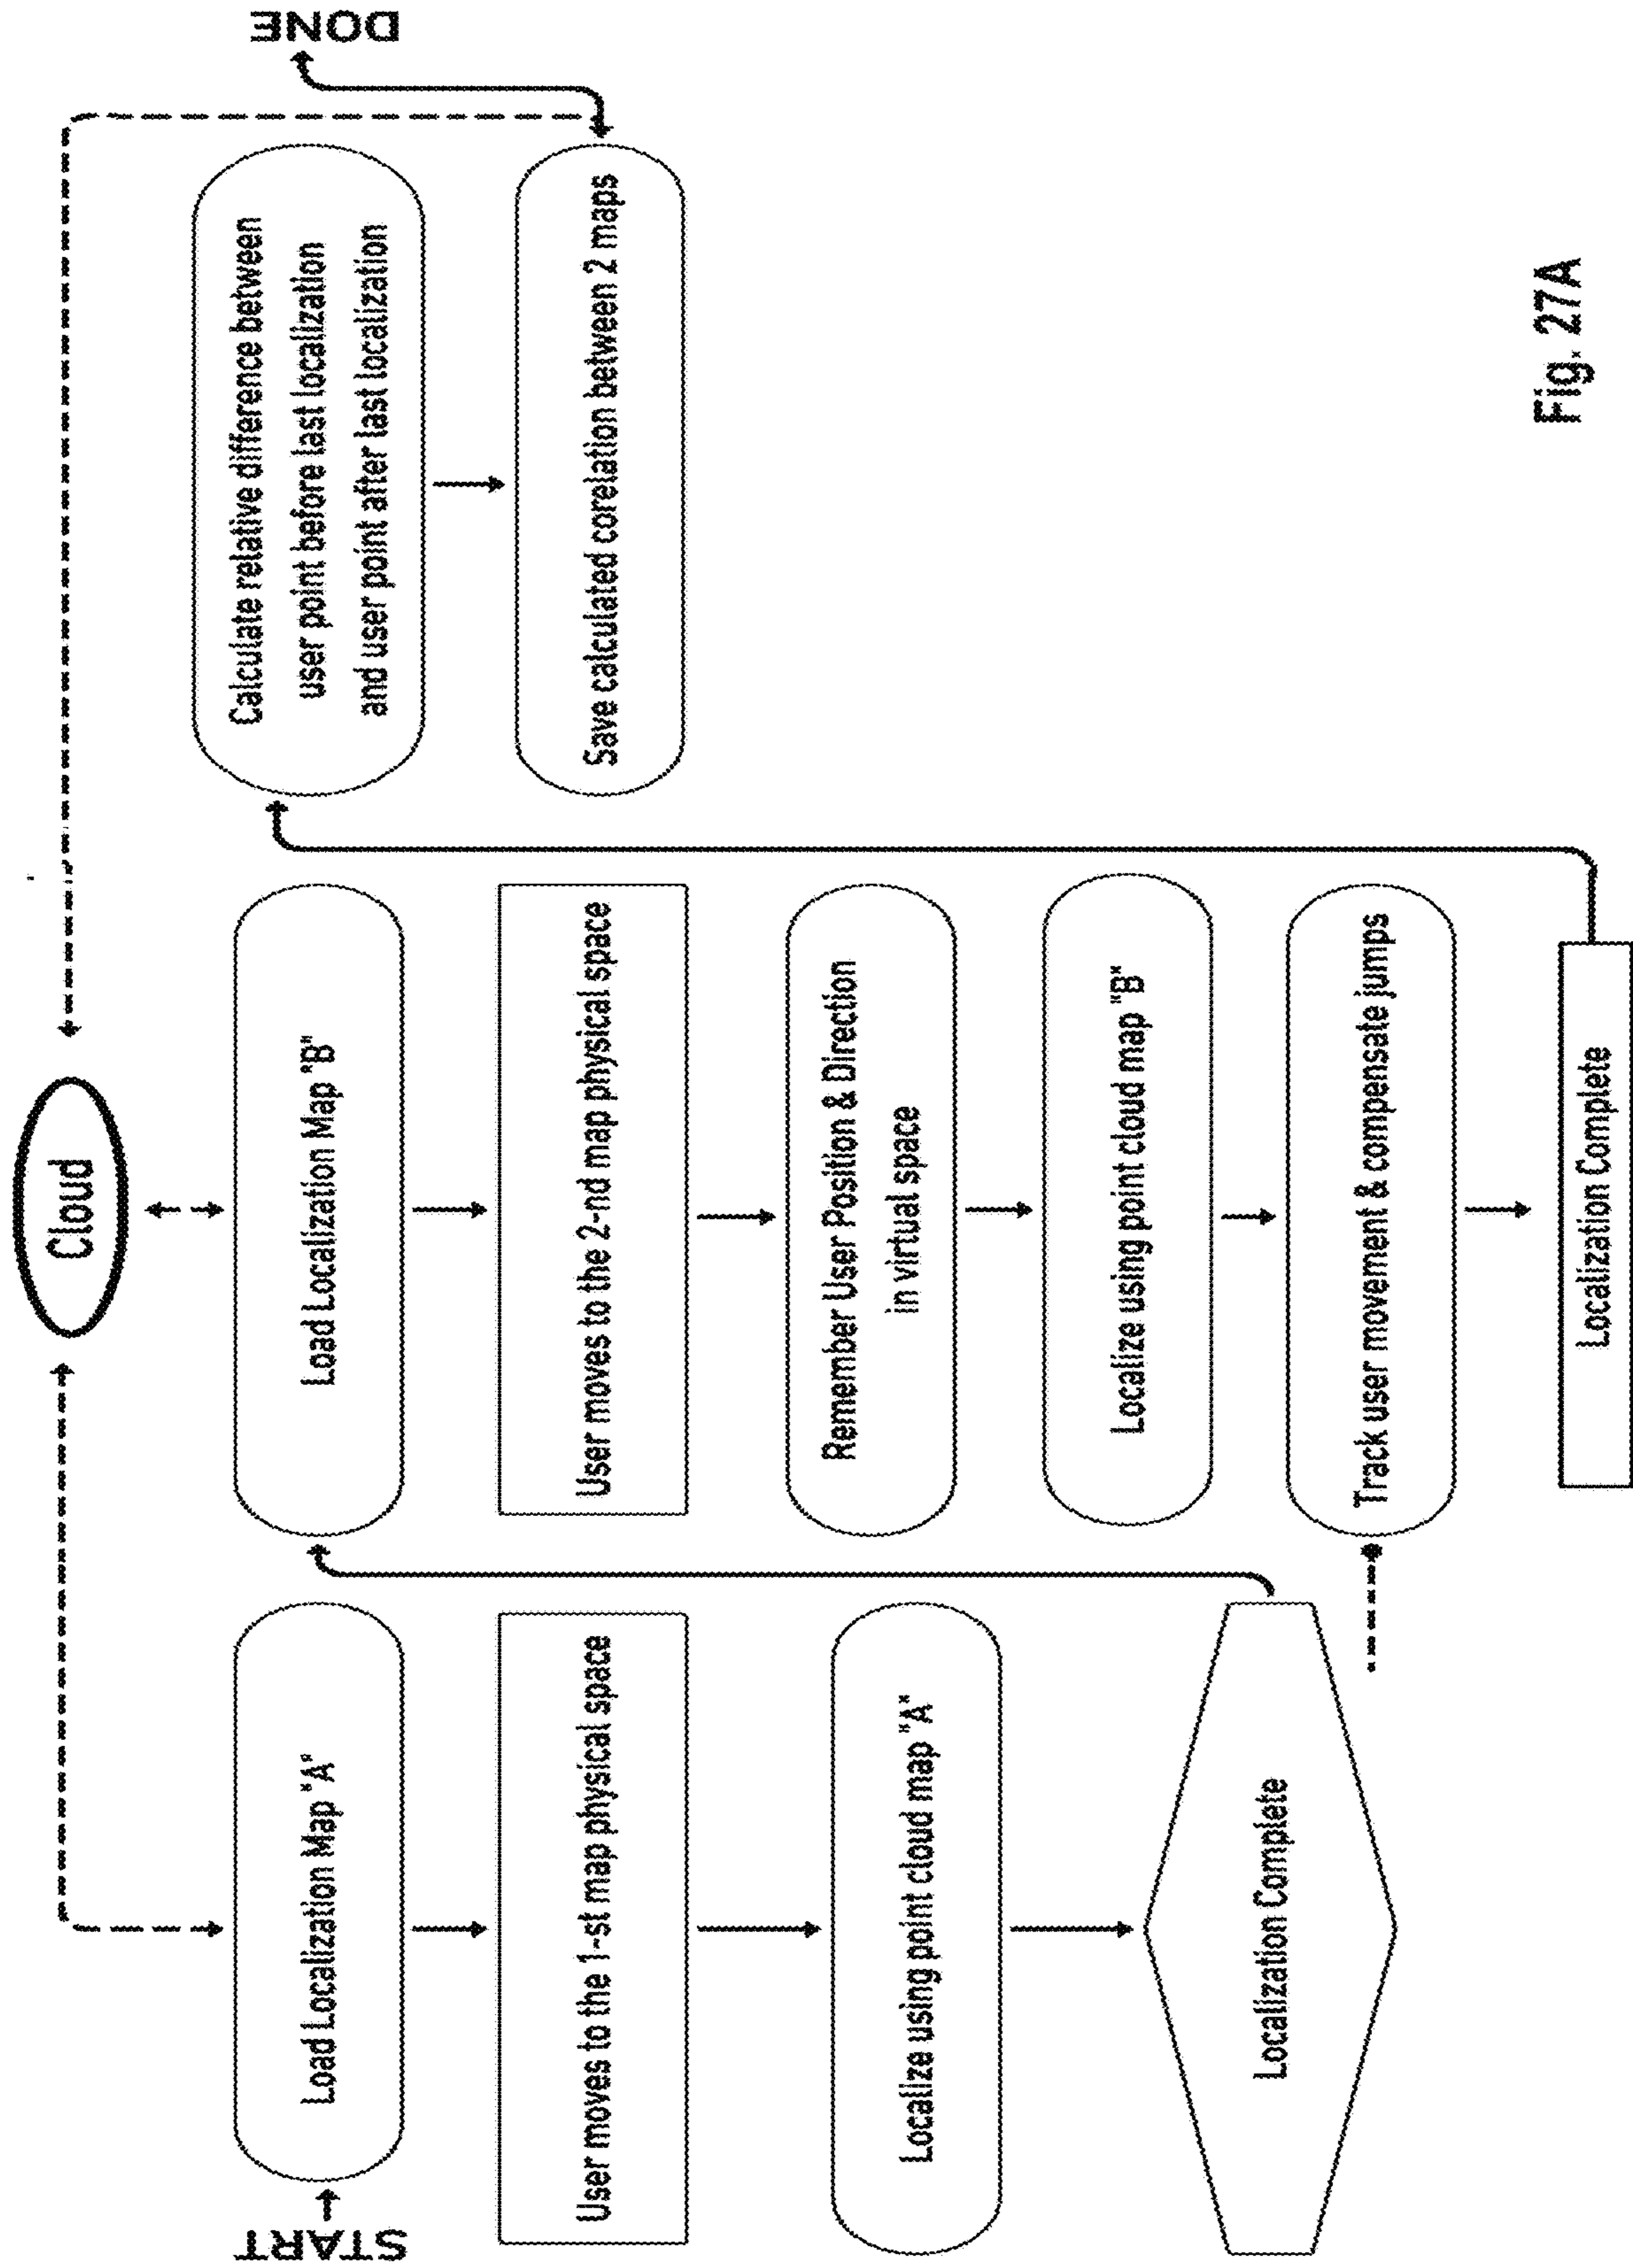 Cloud
START
Load Localization Map "A"
User moves to the 1-st map physical space
Localize using point cloud map "A"
Localization Complete
Load Localization Map "B"
User moves to the 2-nd map physical space
Remember User Position & Direction
in virtual space
Localize using point cloud map "B"
Track user movement & compensate jumps
Localization Complete
Calculate relative difference between
user point before last localization
and user point after last localization
Save calculated corelation between 2 maps
DONE
Fig. 27A